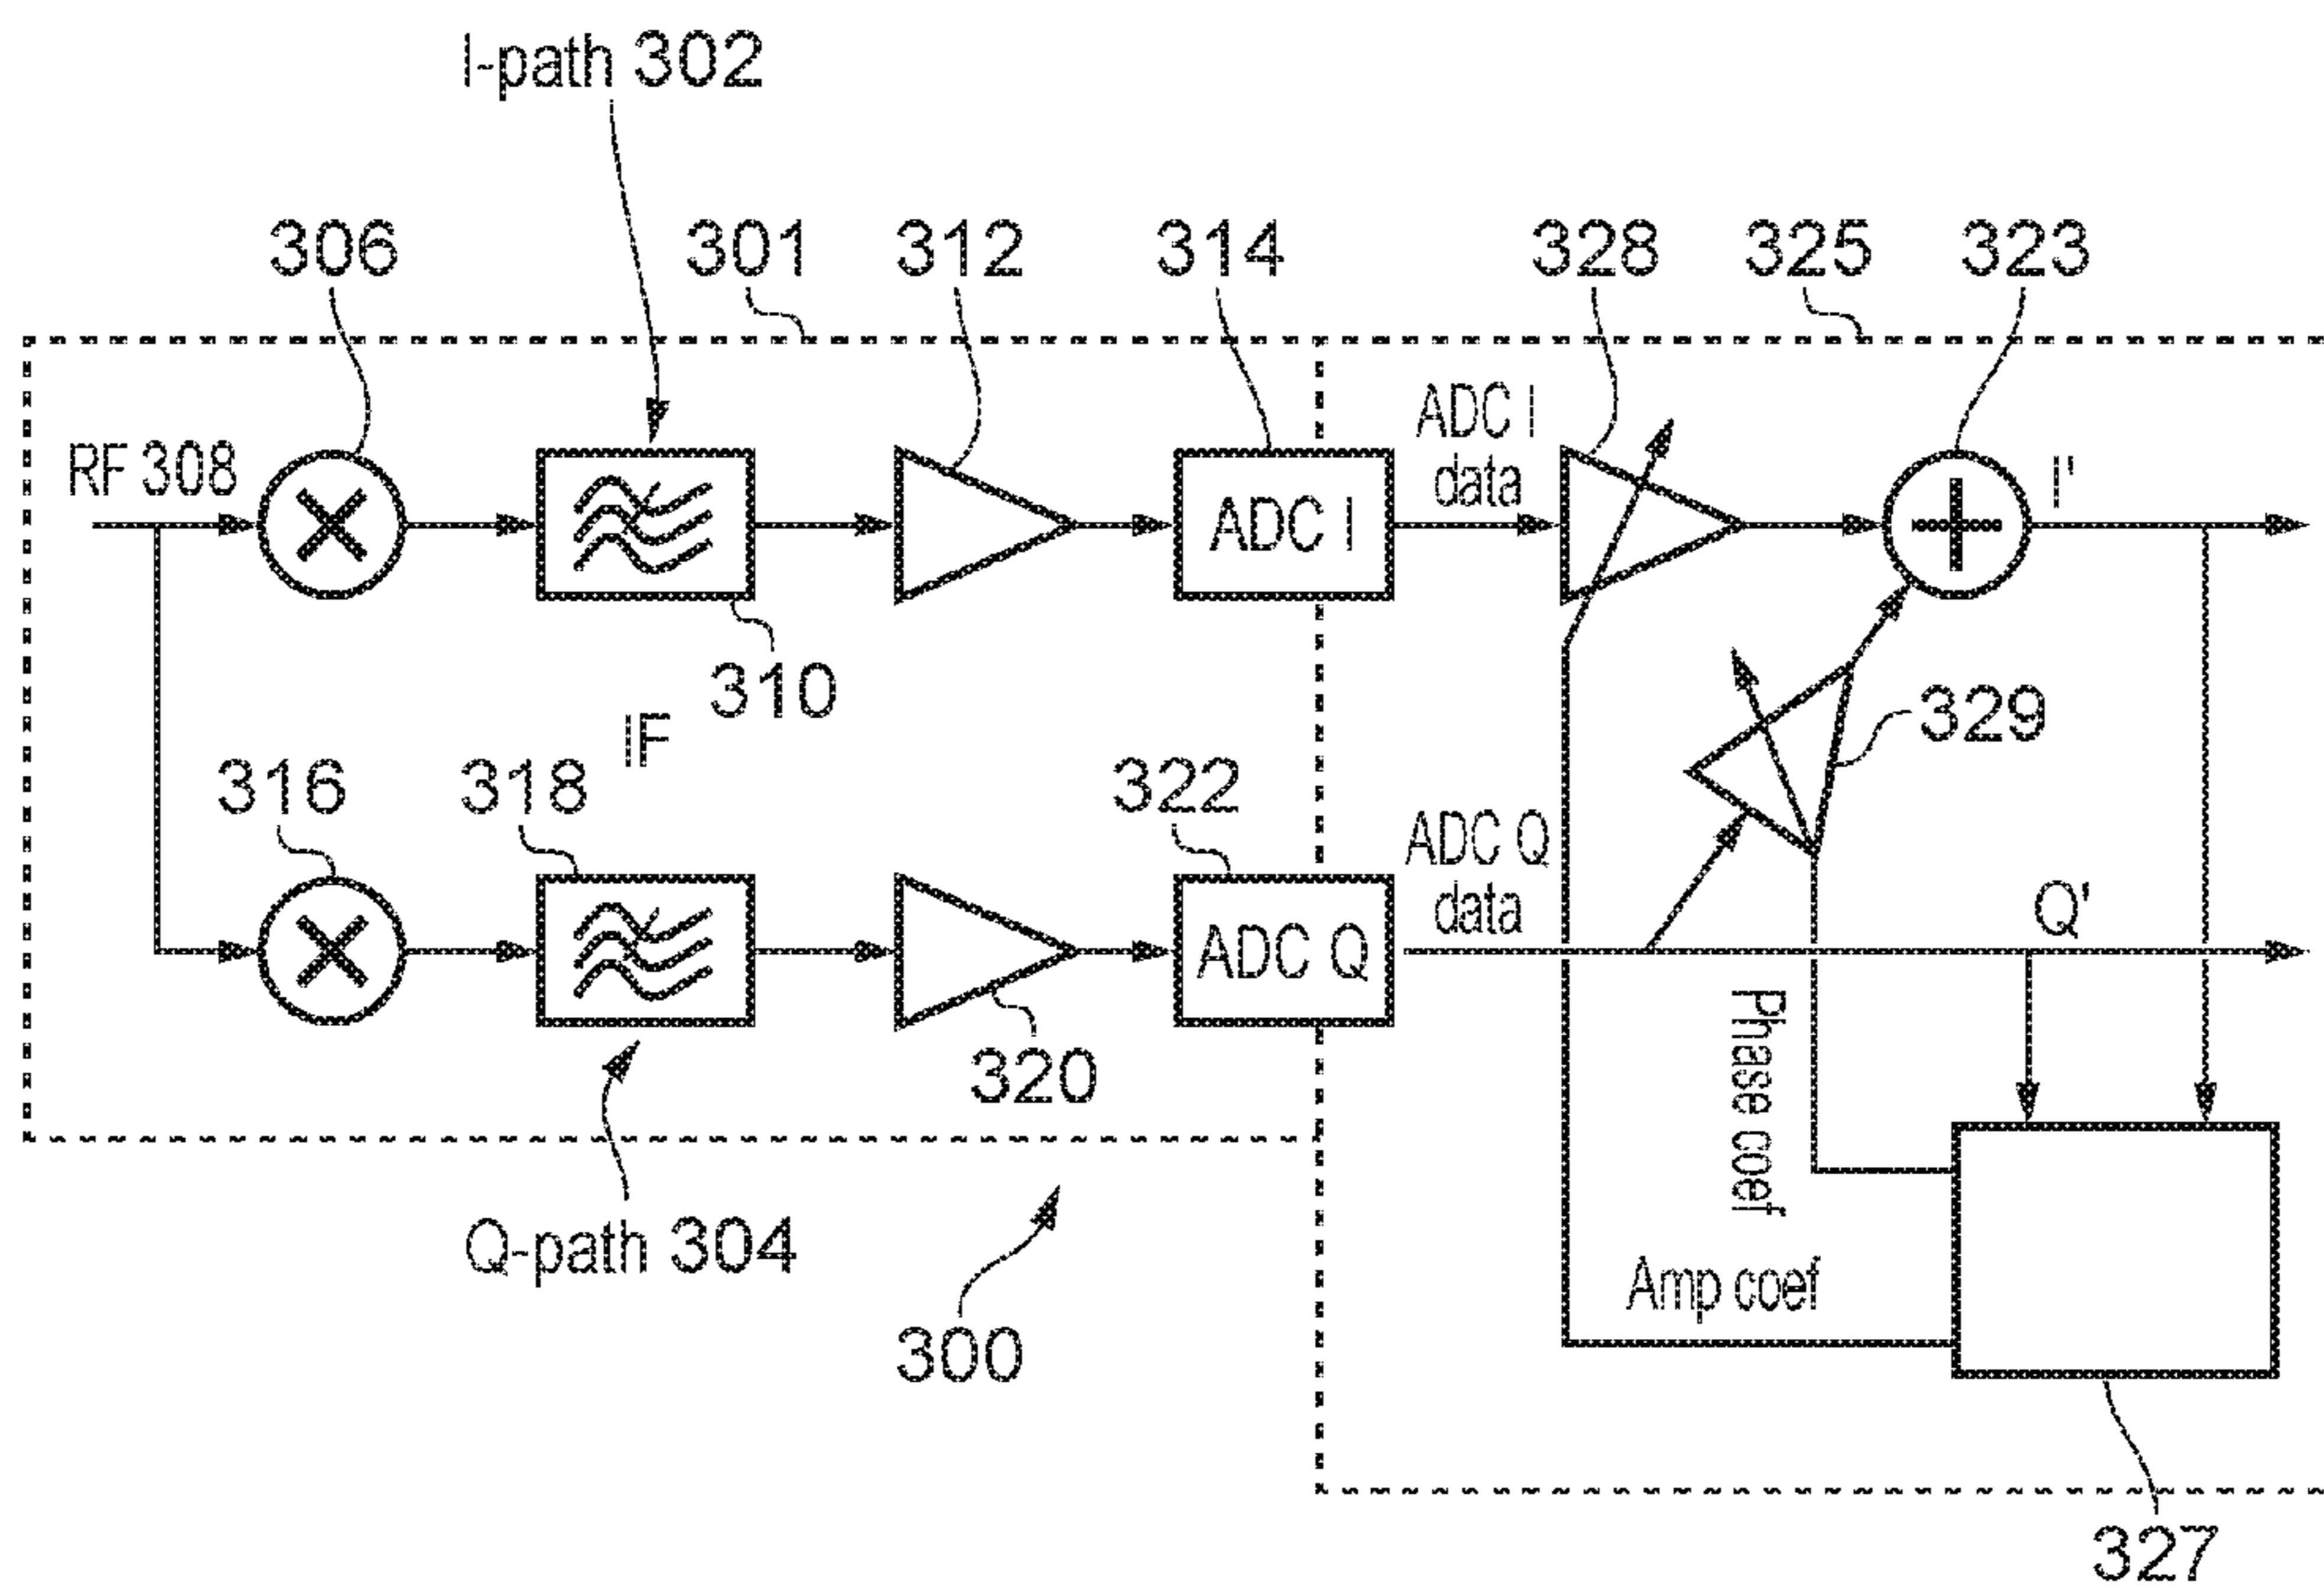 I-path 302
306
301
312
314
328
325
323
RF 308
ADC I
ADC I
data
I'
310
IF
329
316
318
322
ADC Q
ADC Q
data
Q'
320
Phase coef
Q-path 304
Amp coef
300
327